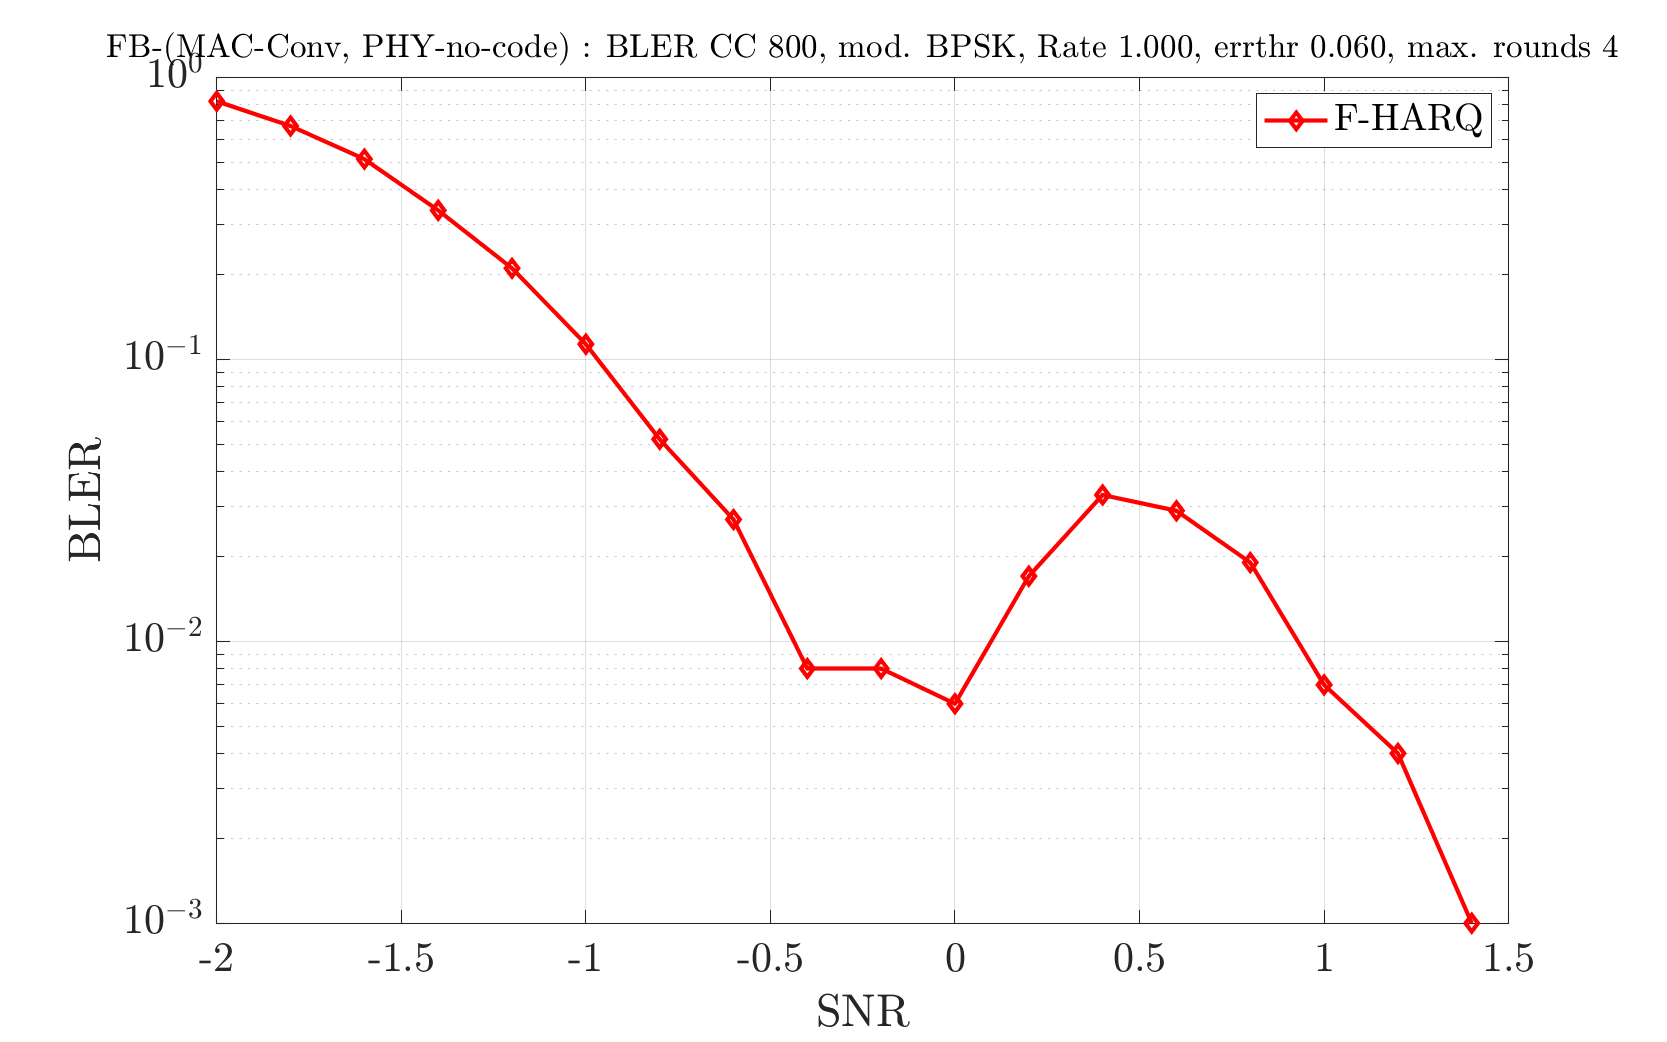 FB-(MAC-Conv, PHY-no-code) : BLER CC 800, mod. BPSK, Rate 1.000, errthr 0.060, max. rounds 4
10⁰
F-HARQ
10⁻¹
BLER
10⁻²
10⁻³
-2 -1.5 -1 -0.5 0 0.5 1 1.5
SNR